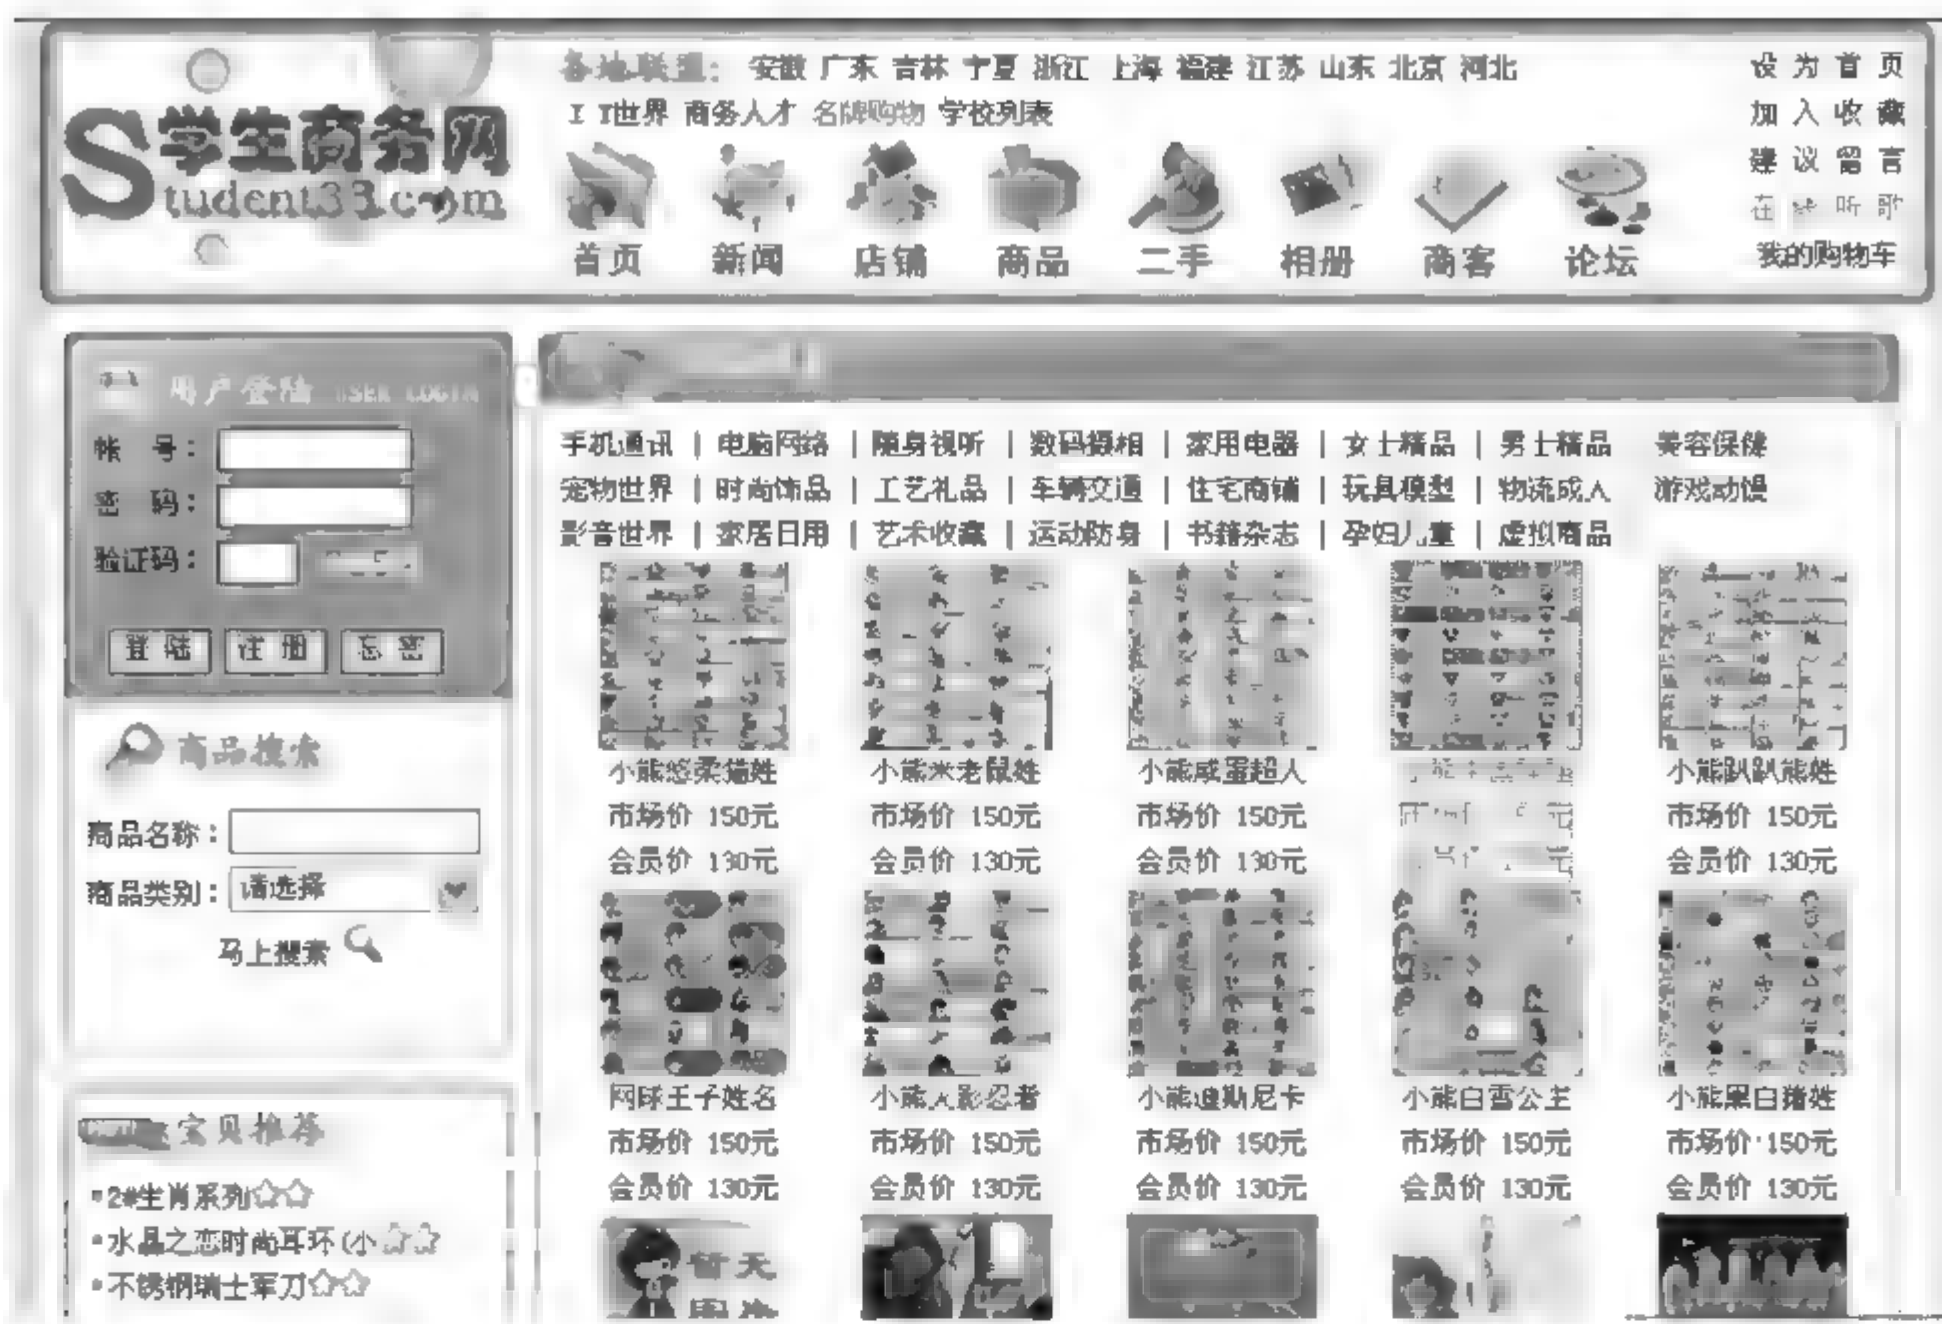 学生商务网
Student33.com
各地联盟： 安徽 广东 吉林 宁夏 浙江 上海 福建 江苏 山东 北京 河北
IT世界 商务人才 名牌购物 学校列表
首页 新闻 店铺 商品 二手 相册 商客 论坛
设为首页
加入收藏
建议留言
在线听歌
我的购物车
用户登陆 USER LOGIN
帐 号：
密 码：
验证码：
登陆 注册 忘密
商品搜索
商品名称：
商品类别： 请选择
马上搜索
宝贝推荐
2#生肖系列☆☆
水晶之恋时尚耳环(小☆☆
不锈钢瑞士军刀☆☆
手机通讯 | 电脑网络 | 随身视听 | 数码摄相 | 家用电器 | 女士精品 | 男士精品 美容保健
宠物世界 | 时尚饰品 | 工艺礼品 | 车辆交通 | 住宅商铺 | 玩具模型 | 物流成人 游戏动漫
影音世界 | 家居日用 | 艺术收藏 | 运动防身 | 书籍杂志 | 孕妇儿童 | 虚拟商品
小熊悠柔猫姓 小熊米老鼠姓 小熊咸蛋超人 小熊趴趴熊姓
市场价 150元 市场价 150元 市场价 150元 市场价 150元
会员价 130元 会员价 130元 会员价 130元 会员价 130元
网球王子姓名 小熊火影忍者 小熊迪斯尼卡 小熊白雪公主 小熊黑白猪姓
市场价 150元 市场价 150元 市场价 150元 市场价 150元 市场价 150元
会员价 130元 会员价 130元 会员价 130元 会员价 130元 会员价 130元